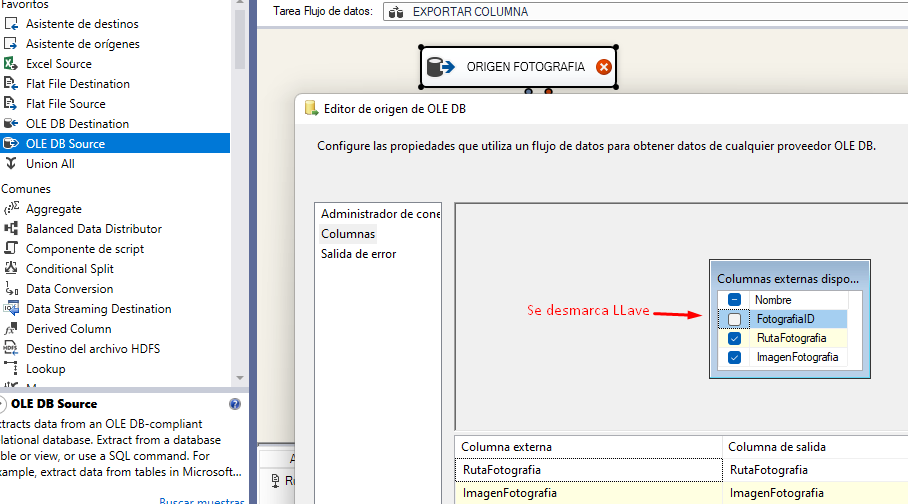 Favoritos
Asistente de destinos
Asistente de orígenes
Excel Source
Flat File Destination
Flat File Source
OLE DB Destination
OLE DB Source
Union All
Comunes
Aggregate
Balanced Data Distributor
Componente de script
Conditional Split
Data Conversion
Data Streaming Destination
Derived Column
Destino del archivo HDFS
Lookup
OLE DB Source
Extracts data from an OLE DB-compliant
relational database. Extract from a database
table or view, or use a SQL command. For
example, extract data from tables in Microsoft...
Buscar muestras
Tarea Flujo de datos:
EXPORTAR COLUMNA
ORIGEN FOTOGRAFIA
Editor de origen de OLE DB
Configure las propiedades que utiliza un flujo de datos para obtener datos de cualquier proveedor OLE DB.
Administrador de cone
Columnas
Salida de error
Se desmarca LLave
Columnas externas dispo...
Nombre
FotografiaID
RutaFotografia
ImagenFotografia
Columna externa Columna de salida
RutaFotografia RutaFotografia
ImagenFotografia ImagenFotografia
A
Ru